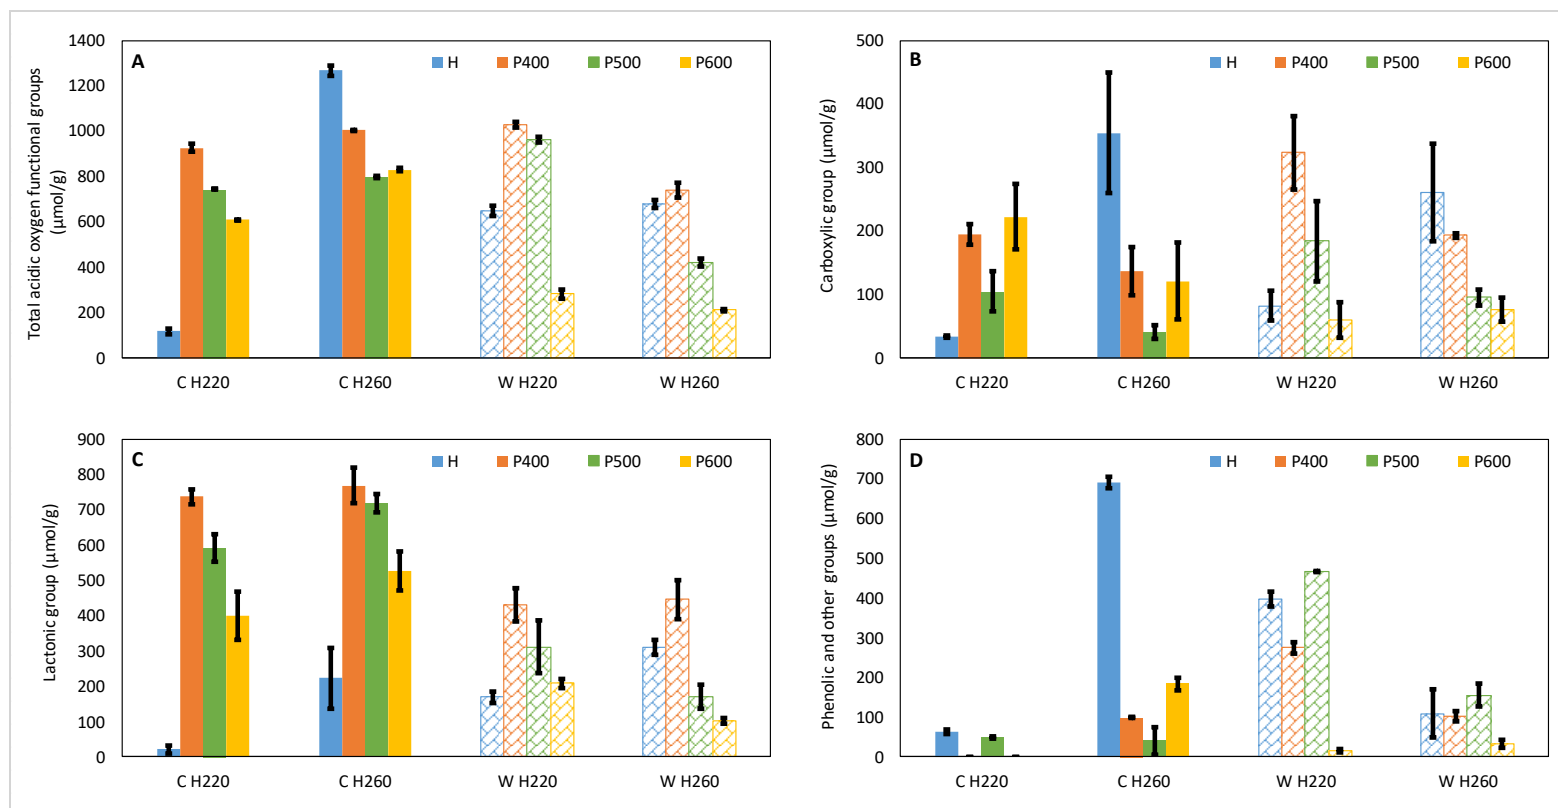 A
H P400 P500 P600
Total acidic oxygen functional groups
(µmol/g)
1400
1200
1000
800
600
400
200
0
C H220 C H260 W H220 W H260
B
H P400 P500 P600
Carboxylic group (µmol/g)
500
400
300
200
100
0
C H220 C H260 W H220 W H260
C
H P400 P500 P600
Lactonic group (µmol/g)
900
800
700
600
500
400
300
200
100
0
C H220 C H260 W H220 W H260
D
H P400 P500 P600
Phenolic and other groups (µmol/g)
800
700
600
500
400
300
200
100
0
C H220 C H260 W H220 W H260